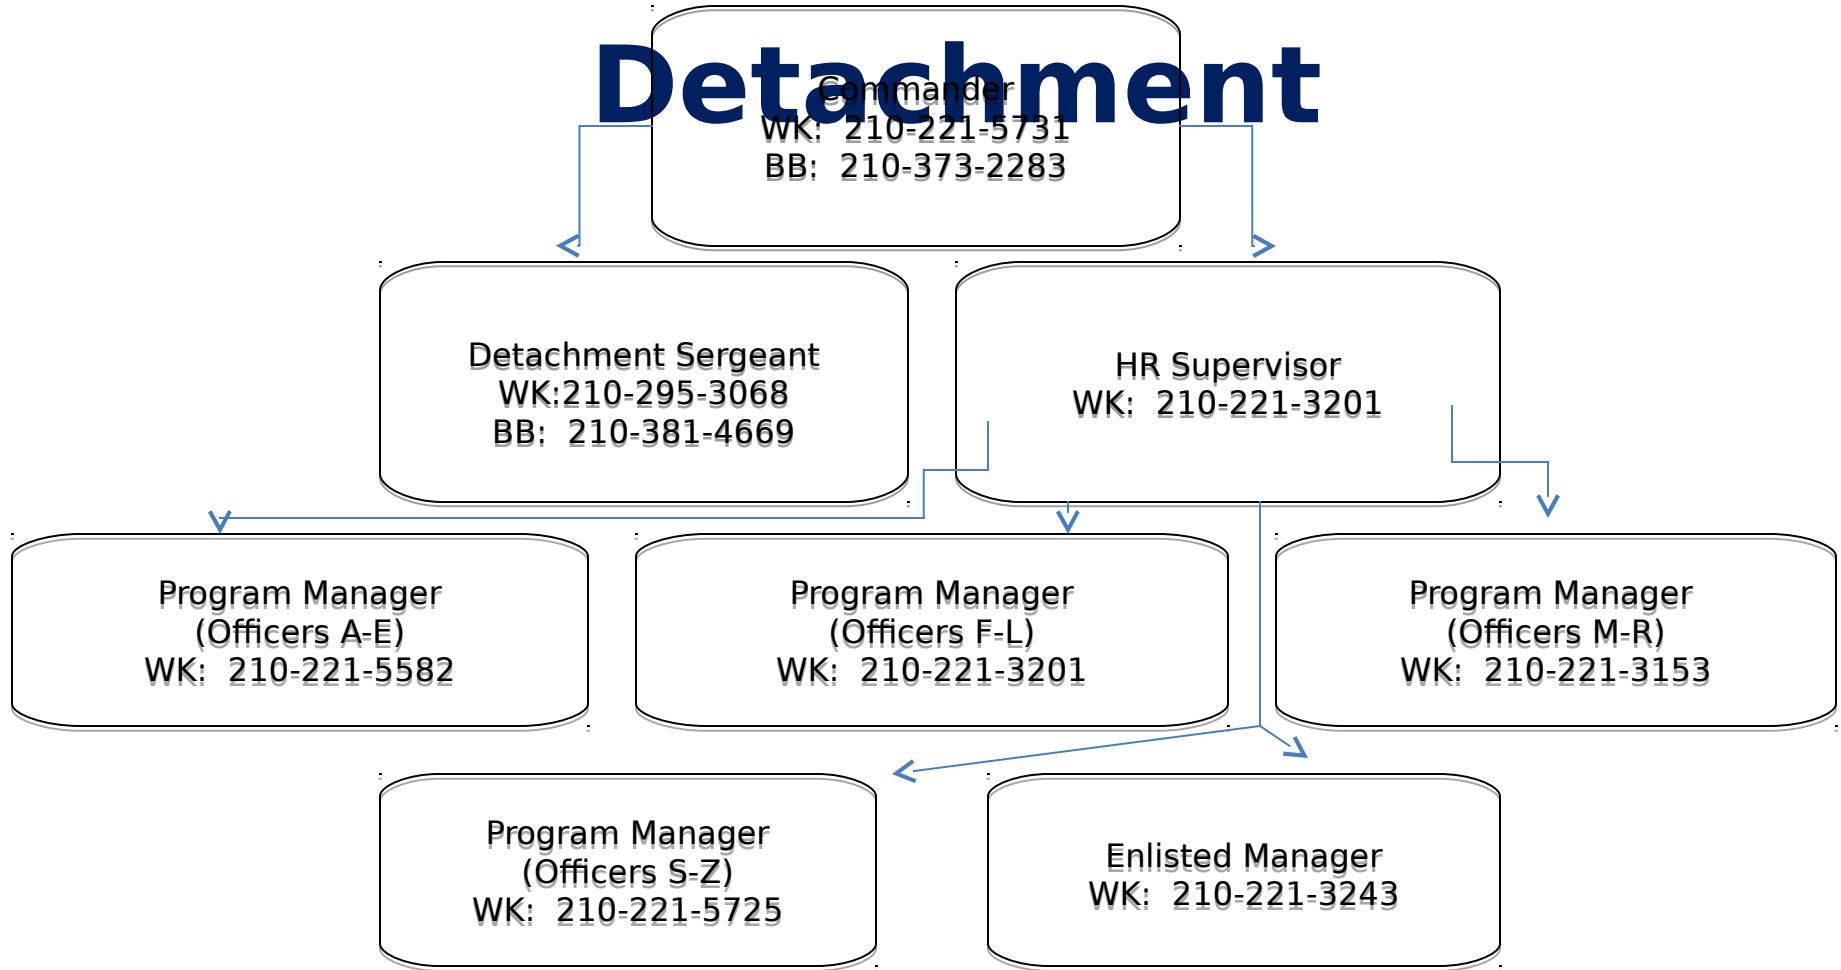 Detachment
Commander
WK:  210-221-5731
BB:  210-373-2283
Detachment Sergeant
WK:210-295-3068
BB:  210-381-4669
HR Supervisor
WK:  210-221-3201
Program Manager
(Officers A-E)
WK:  210-221-5582
Program Manager
(Officers F-L)
WK:  210-221-3201
Program Manager
(Officers M-R)
WK:  210-221-3153
Program Manager
(Officers S-Z)
WK:  210-221-5725
Enlisted Manager
WK:  210-221-3243